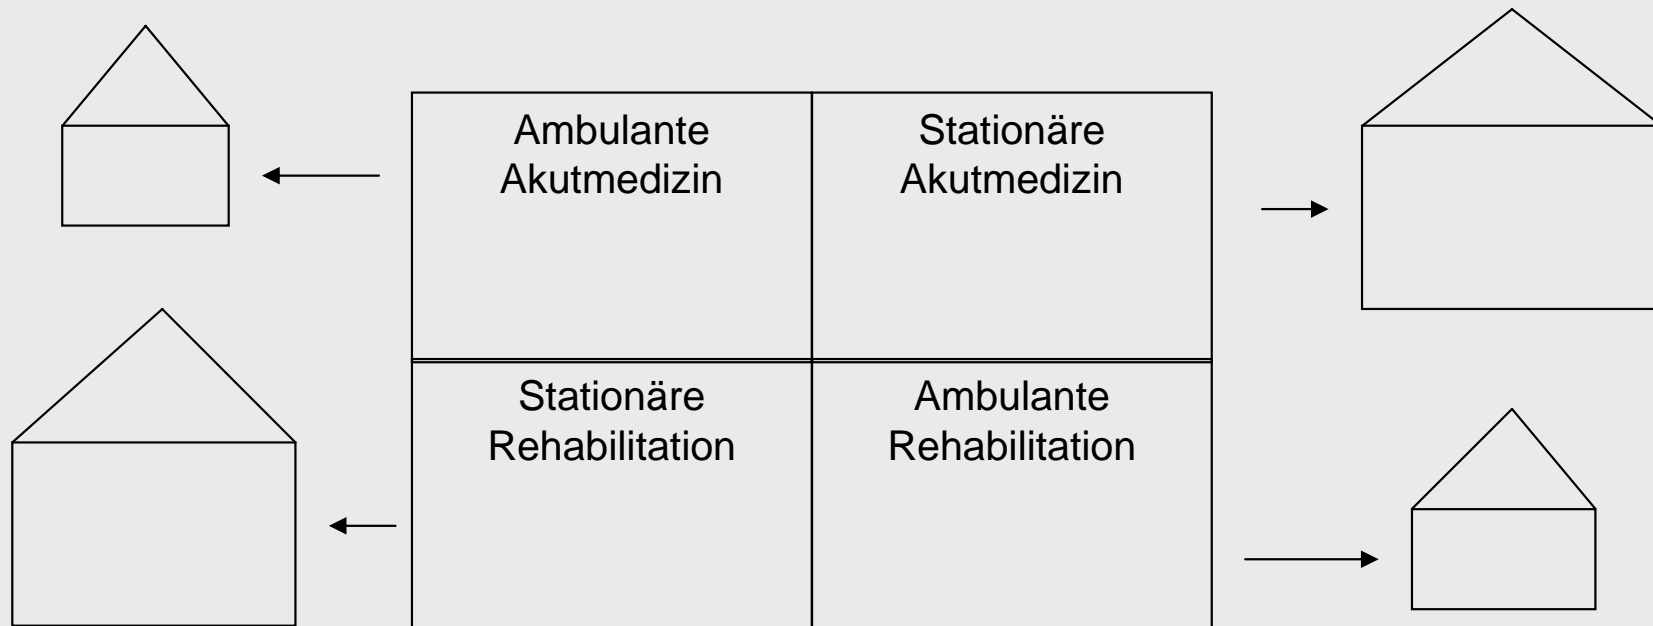 Ambulante
Akutmedizin
Stationäre
Akutmedizin
Stationäre
Rehabilitation
Ambulante
Rehabilitation